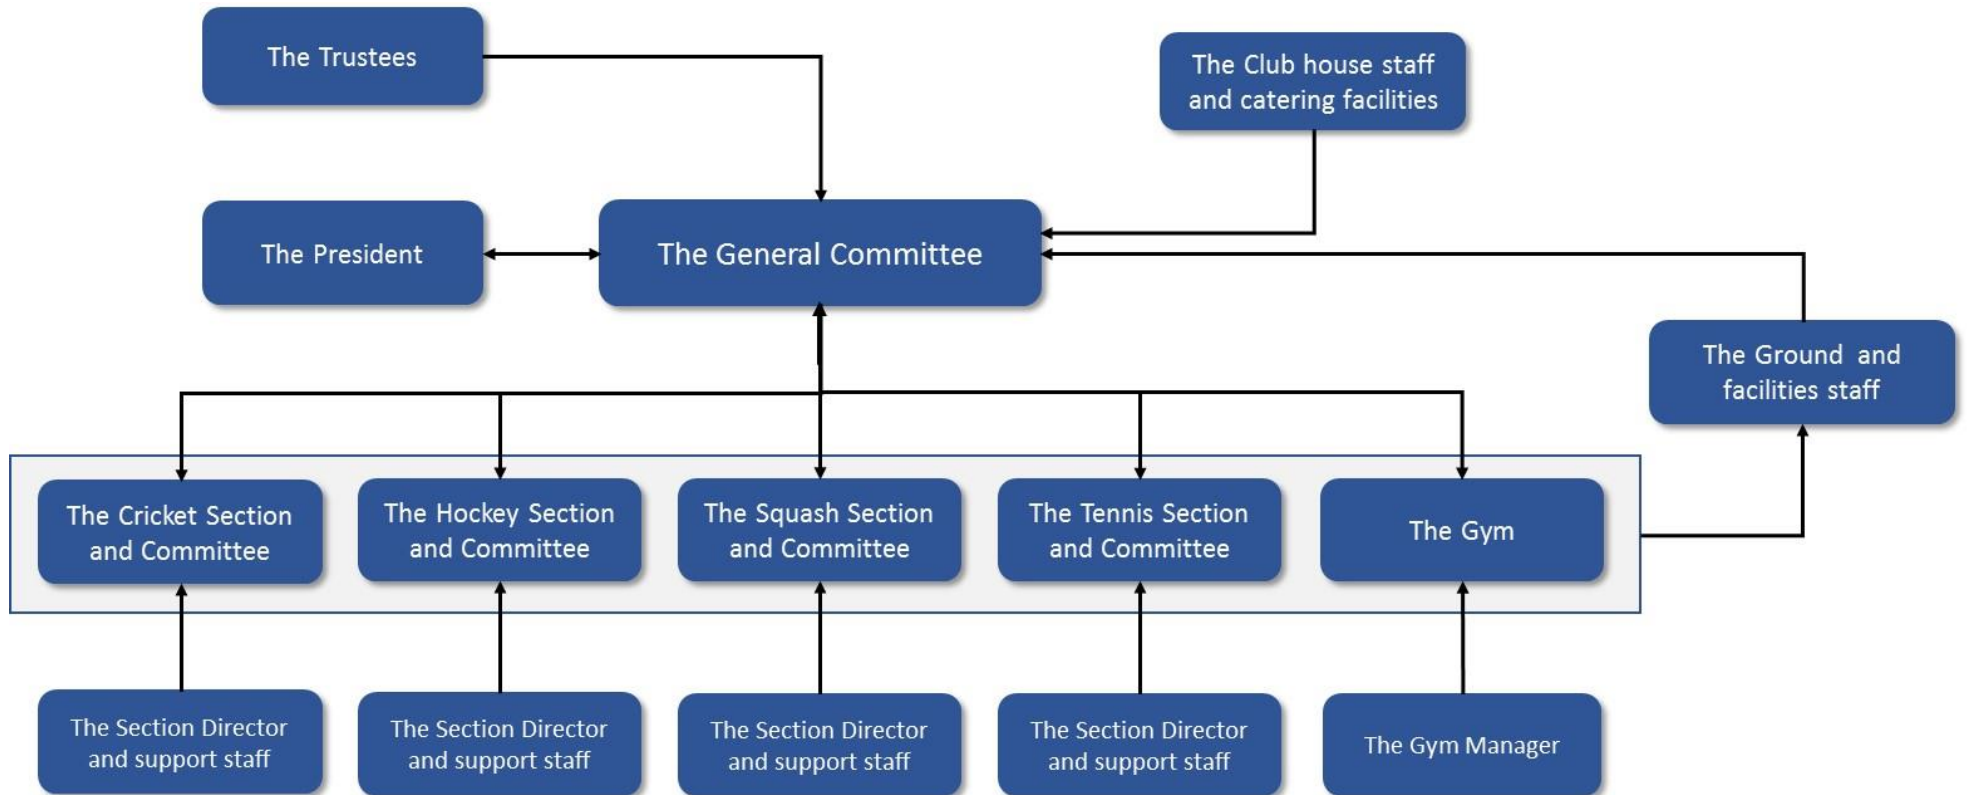 The Trustees
The Club house staff
and catering facilities
The President
The General Committee
The Ground and
facilities staff
The Cricket Section
and Committee
The Hockey Section
and Committee
The Squash Section
and Committee
The Tennis Section
and Committee
The Gym
The Section Director
and support staff
The Section Director
and support staff
The Section Director
and support staff
The Section Director
and support staff
The Gym Manager